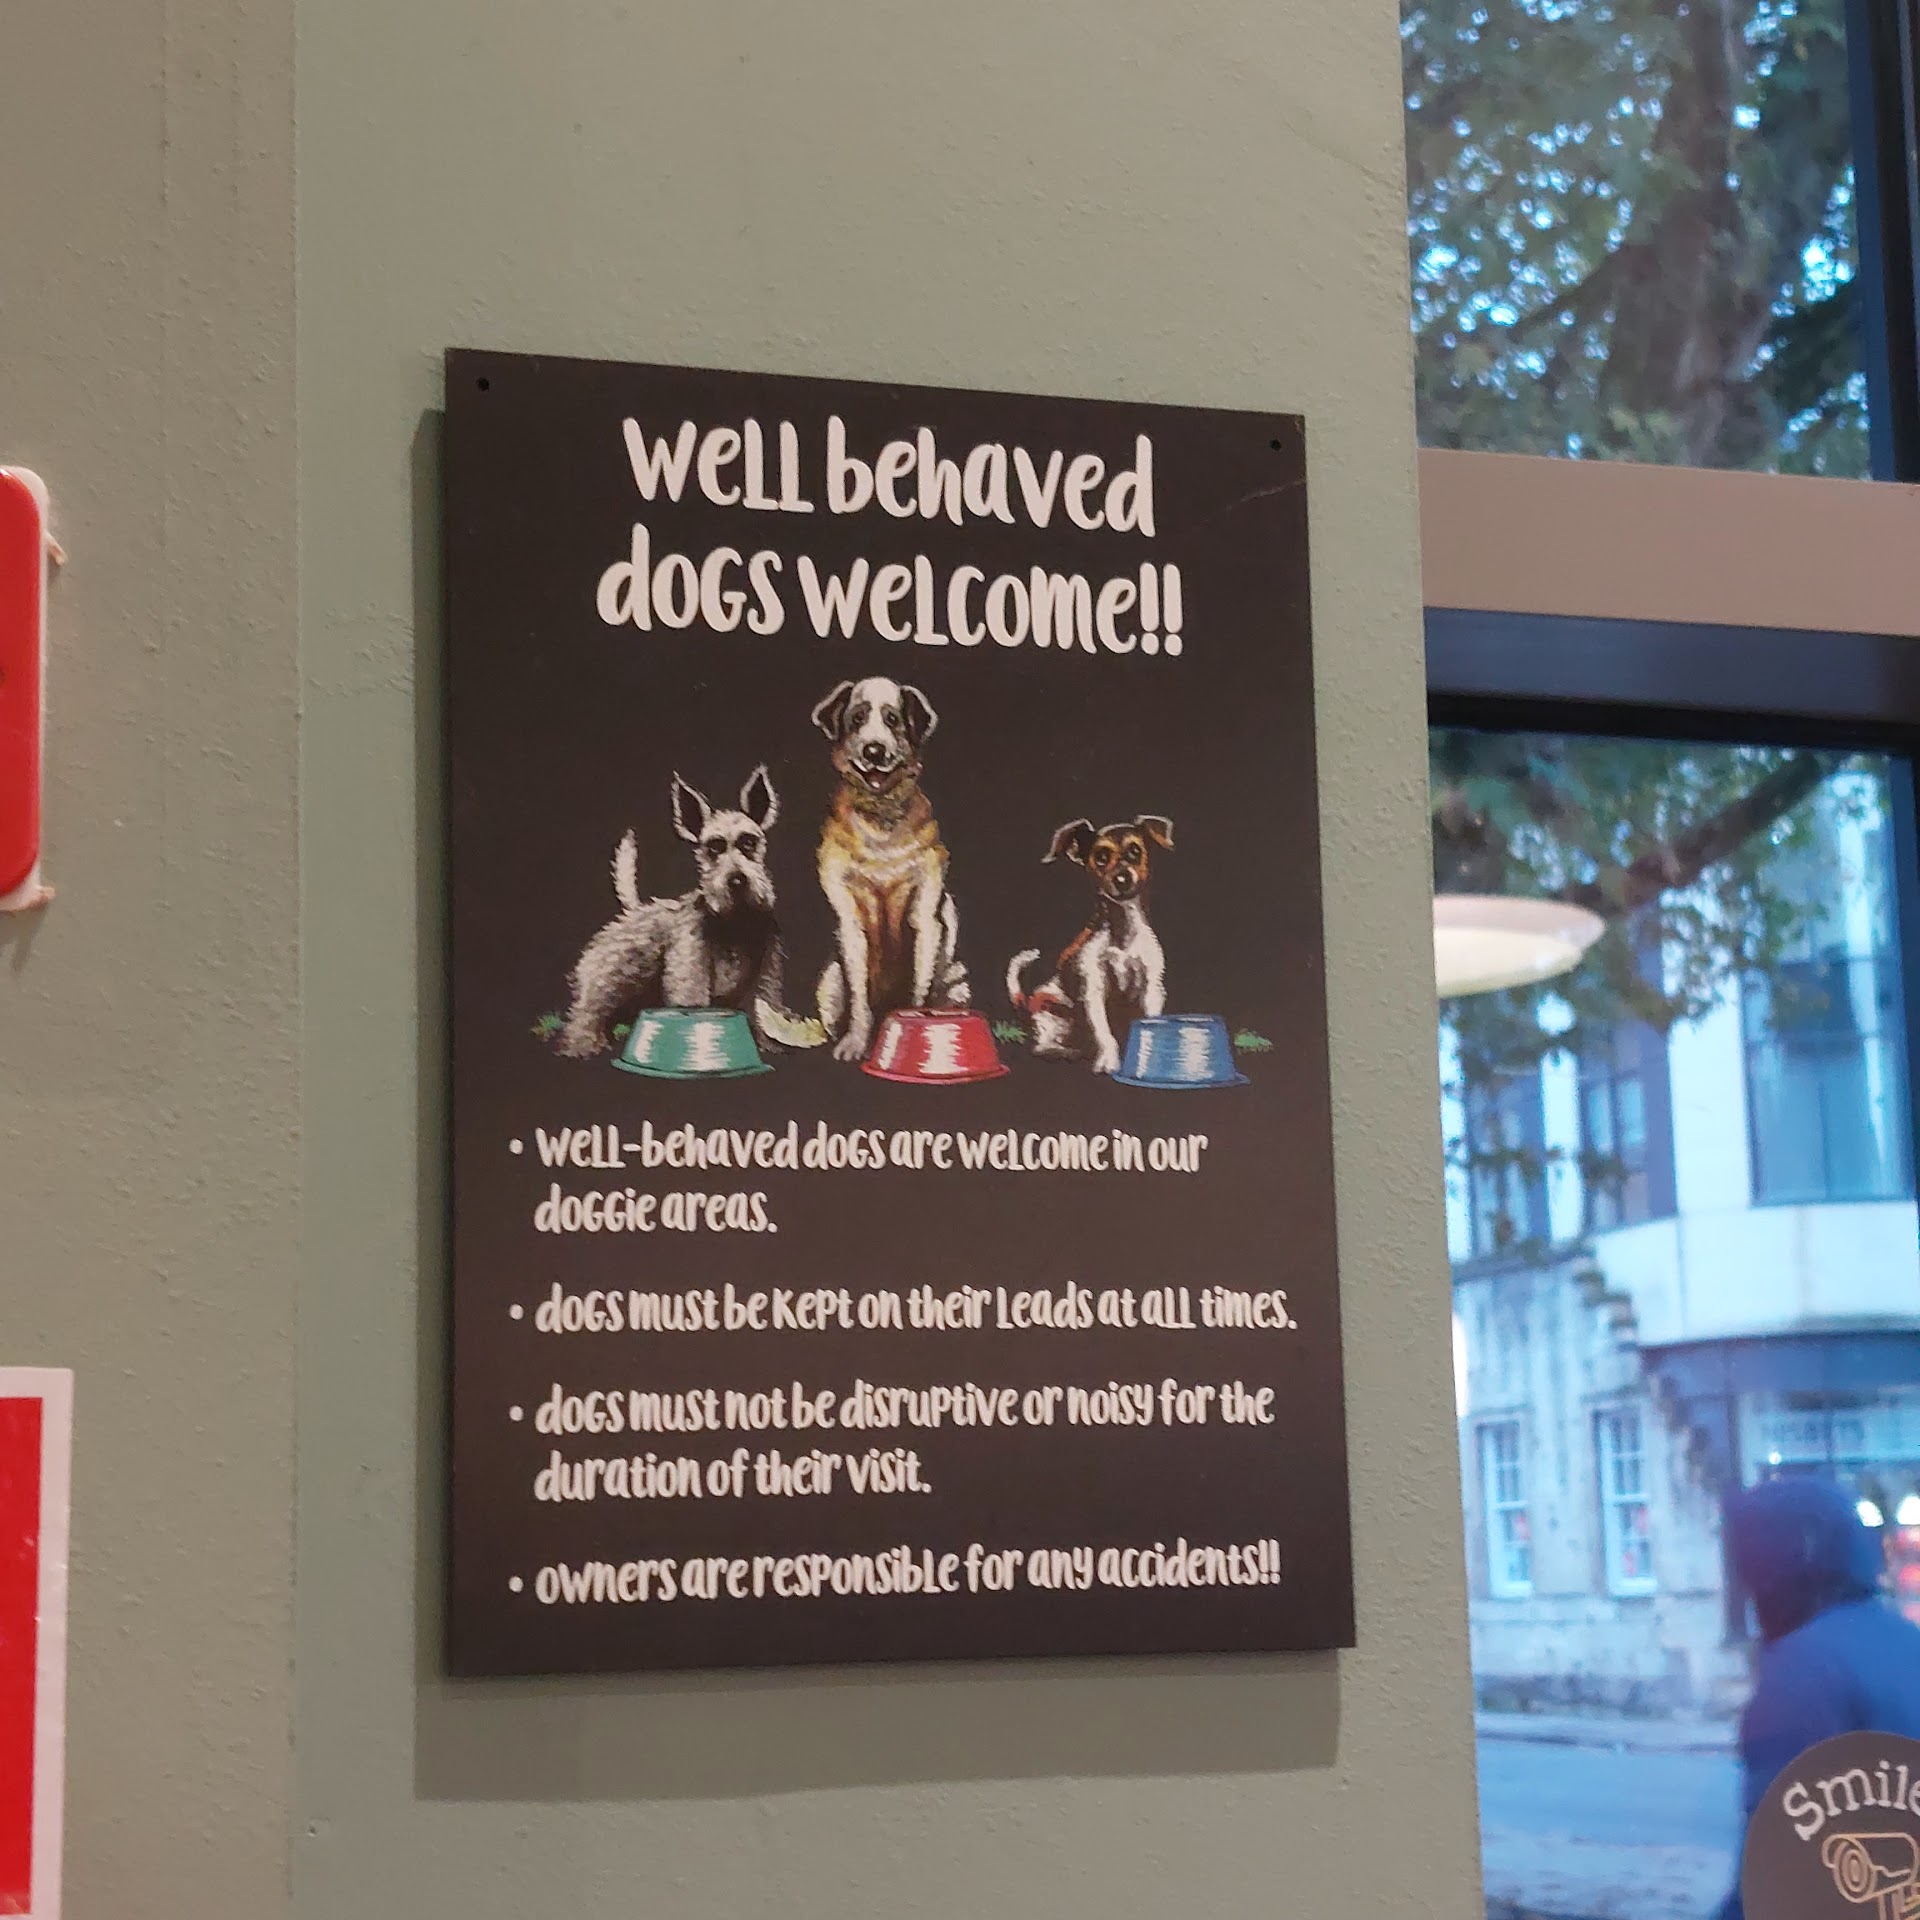 well behaved
dogs welcome!!
• well-behaved dogs are welcome in our
doggie areas.
• dogs must be kept on their leads at all times.
• dogs must not be disruptive or noisy for the
duration of their visit.
• owners are responsible for any accidents!!
Smile